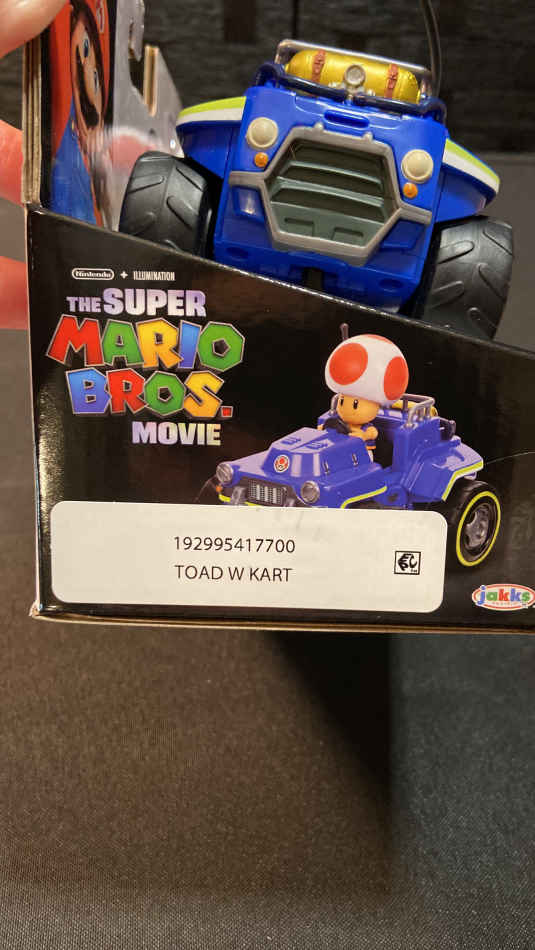 Nintendo + ILLUMINATION
THE SUPER
MARIO
BROS.
MOVIE
192995417700
TOAD W KART
jakks